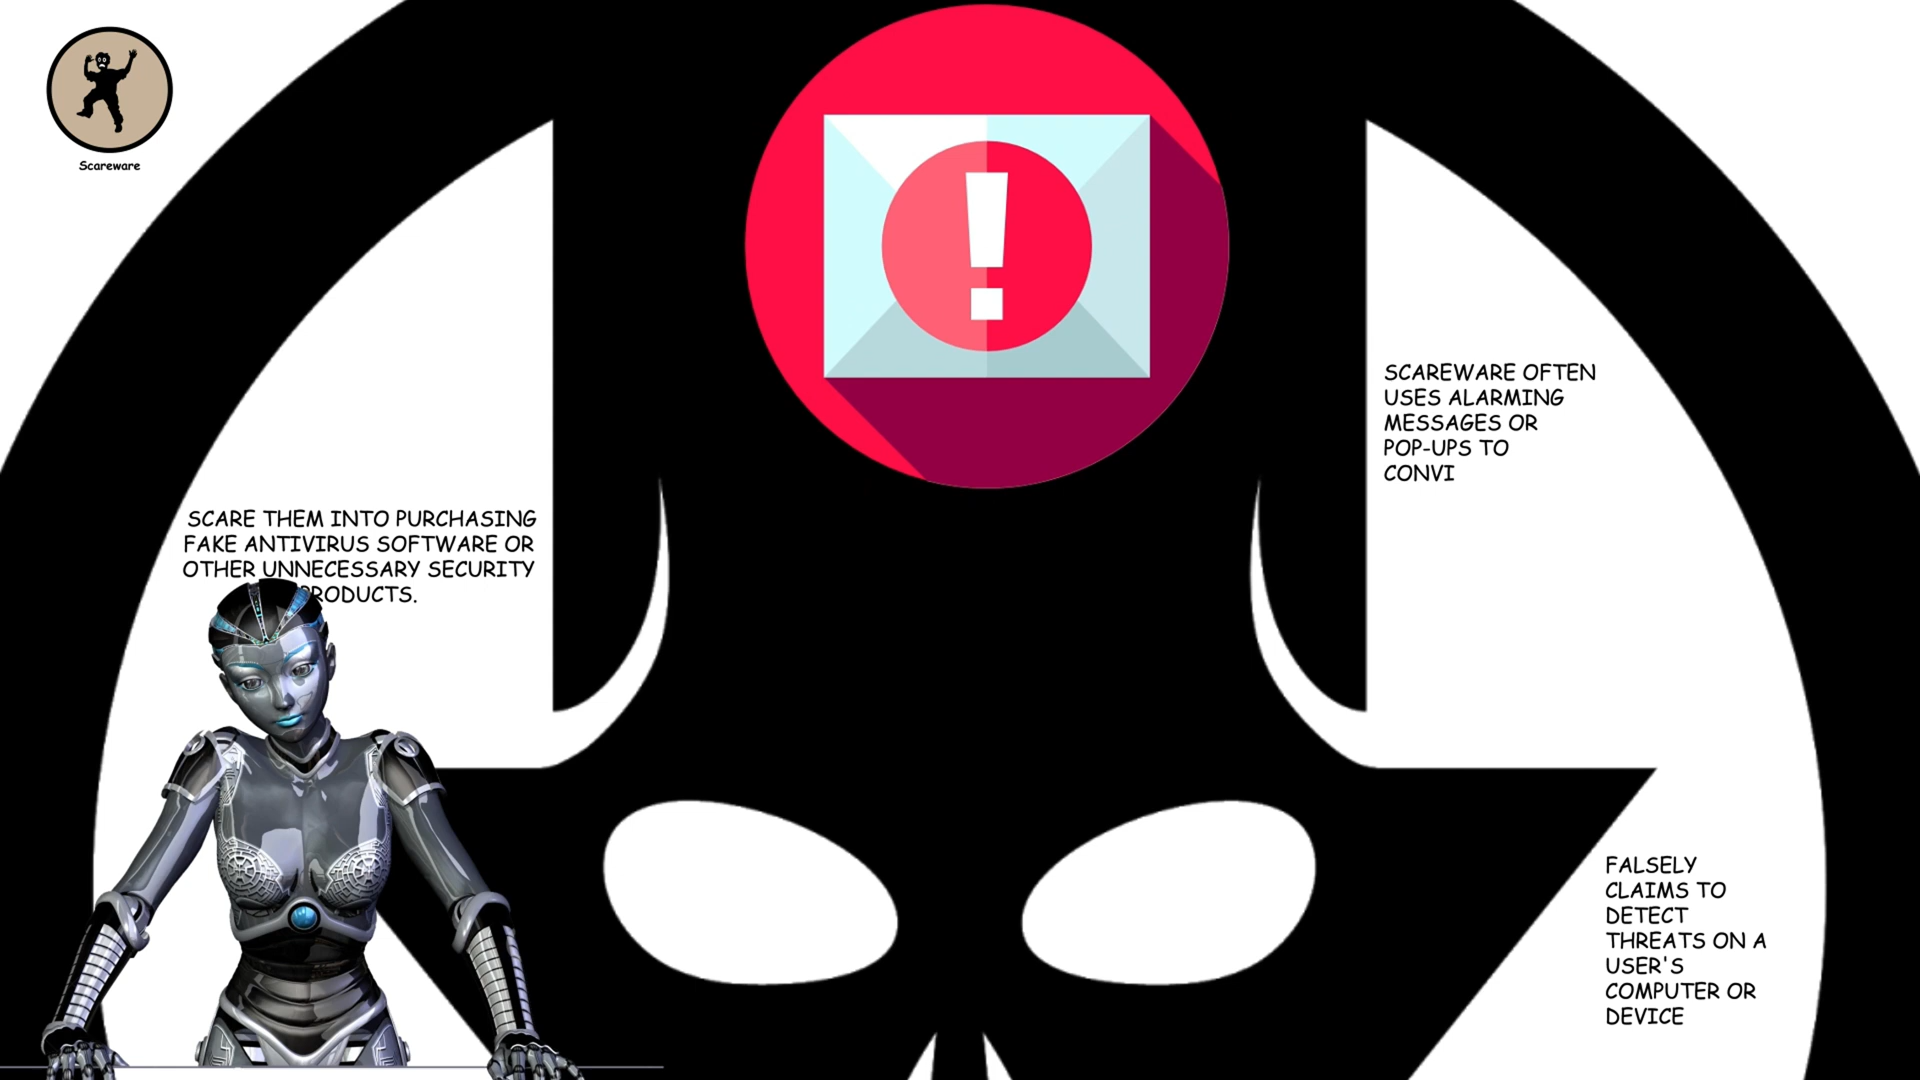 Scareware
SCAREWARE OFTEN
USES ALARMING
MESSAGES OR
POP-UPS TO
CONVI
SCARE THEM INTO PURCHASING
FAKE ANTIVIRUS SOFTWARE OR
OTHER UNNECESSARY SECURITY
PRODUCTS.
FALSELY
CLAIMS TO
DETECT
THREATS ON A
USER'S
COMPUTER OR
DEVICE